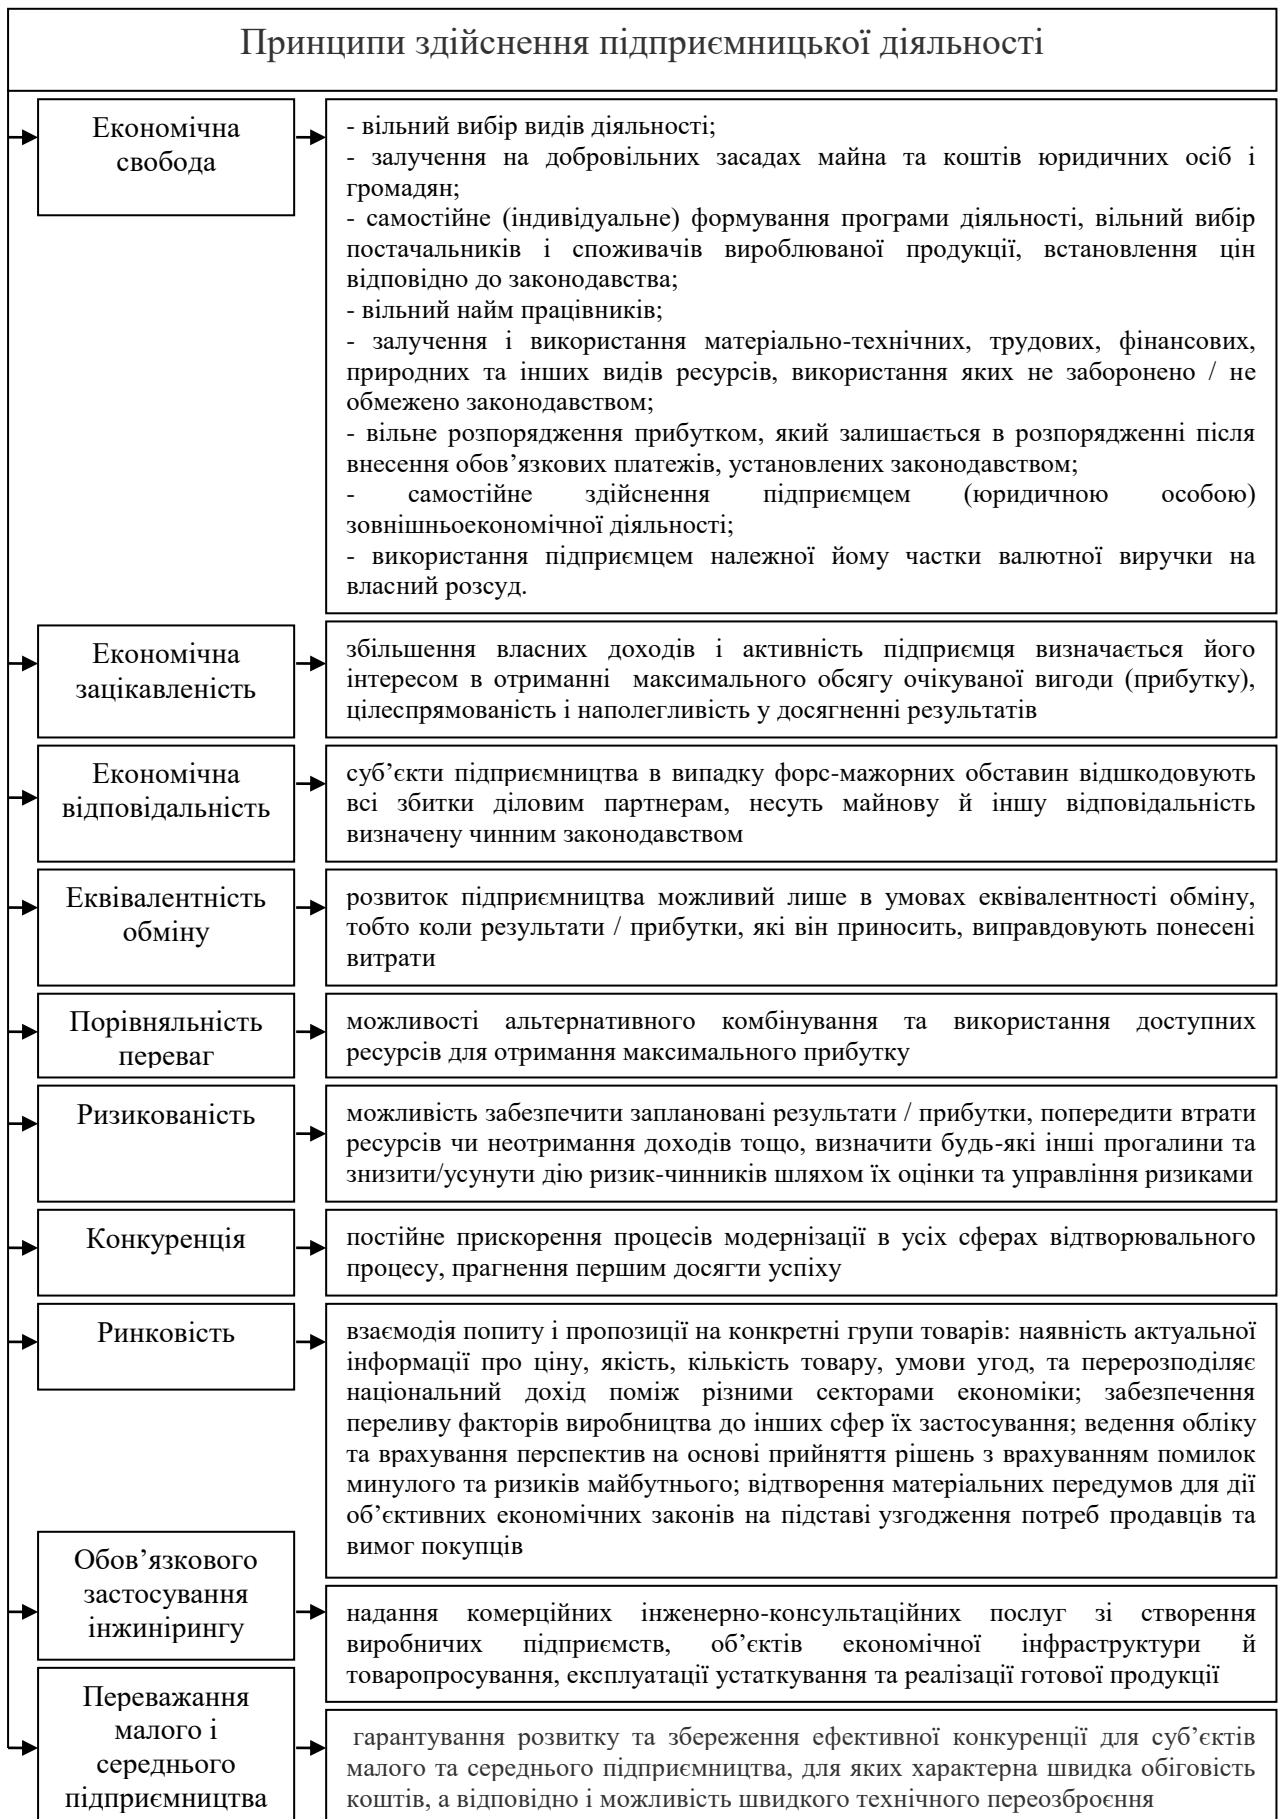 Принципи здійснення підприємницької діяльності
Економічна
свобода
- вільний вибір видів діяльності;
- залучення на добровільних засадах майна та коштів юридичних осіб і
громадян;
- самостійне (індивідуальне) формування програми діяльності, вільний вибір
постачальників і споживачів вироблюваної продукції, встановлення цін
відповідно до законодавства;
- вільний найм працівників;
- залучення і використання матеріально-технічних, трудових, фінансових,
природних та інших видів ресурсів, використання яких не заборонено / не
обмежено законодавством;
- вільне розпорядження прибутком, який залишається в розпорядженні після
внесення обов’язкових платежів, установлених законодавством;
- самостійне здійснення підприємцем (юридичною особою)
зовнішньоекономічної діяльності;
- використання підприємцем належної йому частки валютної виручки на
власний розсуд.
Економічна
зацікавленість
збільшення власних доходів і активність підприємця визначається його
інтересом в отриманні максимального обсягу очікуваної вигоди (прибутку),
цілеспрямованість і наполегливість у досягненні результатів
Економічна
відповідальність
суб’єкти підприємництва в випадку форс-мажорних обставин відшкодовують
всі збитки діловим партнерам, несуть майнову й іншу відповідальність
визначену чинним законодавством
Еквівалентність
обміну
розвиток підприємництва можливий лише в умовах еквівалентності обміну,
тобто коли результати / прибутки, які він приносить, виправдовують понесені
витрати
Порівняльність
переваг
можливості альтернативного комбінування та використання доступних
ресурсів для отримання максимального прибутку
Ризикованість
можливість забезпечити заплановані результати / прибутки, попередити втрати
ресурсів чи неотримання доходів тощо, визначити будь-які інші прогалини та
знизити/усунути дію ризик-чинників шляхом їх оцінки та управління ризиками
Конкуренція
постійне прискорення процесів модернізації в усіх сферах відтворювального
процесу, прагнення першим досягти успіху
Ринковість
взаємодія попиту і пропозиції на конкретні групи товарів: наявність актуальної
інформації про ціну, якість, кількість товару, умови угод, та перерозподіляє
національний дохід поміж різними секторами економіки; забезпечення
переливу факторів виробництва до інших сфер їх застосування; ведення обліку
та врахування перспектив на основі прийняття рішень з врахуванням помилок
минулого та ризиків майбутнього; відтворення матеріальних передумов для дії
об’єктивних економічних законів на підставі узгодження потреб продавців та
вимог покупців
Обов’язкового
застосування
інжинірингу
надання комерційних інженерно-консультаційних послуг зі створення
виробничих підприємств, об’єктів економічної інфраструктури й
товаропросування, експлуатації устаткування та реалізації готової продукції
Переважання
малого і
середнього
підприємництва
гарантування розвитку та збереження ефективної конкуренції для суб’єктів
малого та середнього підприємництва, для яких характерна швидка обіговість
коштів, а відповідно і можливість швидкого технічного переозброєння